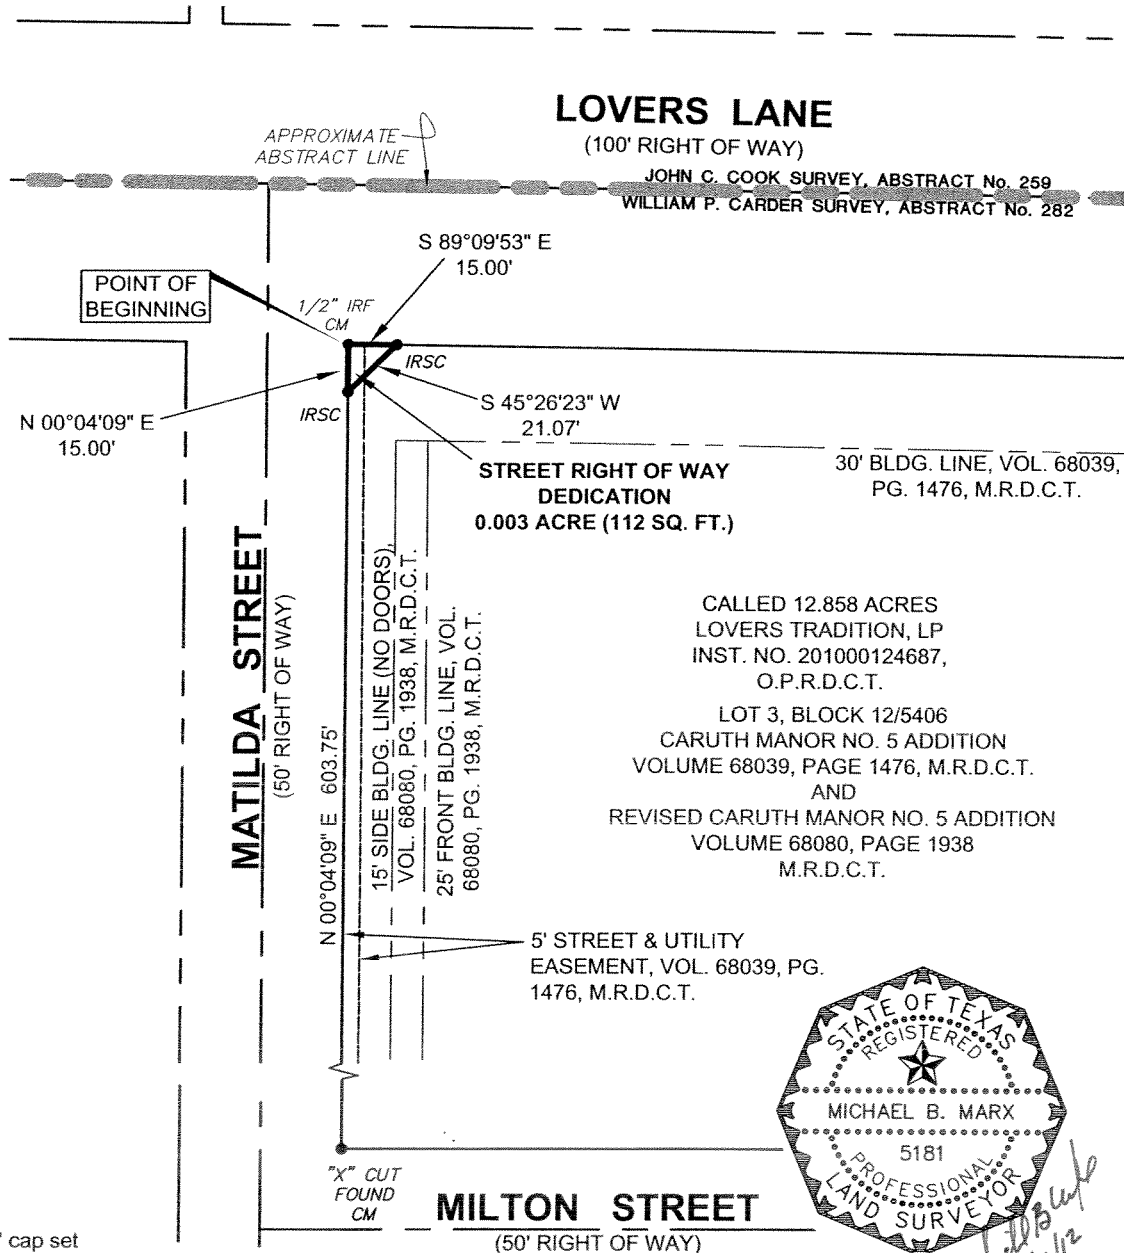 LOVERS LANE
(100' RIGHT OF WAY)
APPROXIMATE
ABSTRACT LINE
JOHN C. COOK SURVEY, ABSTRACT No. 259
WILLIAM P. CARDER SURVEY, ABSTRACT No. 282
S 89°09'53" E
15.00'
POINT OF
BEGINNING
1/2" IRF
CM
IRSC
IRSC
N 00°04'09" E
15.00'
S 45°26'23" W
21.07'
STREET RIGHT OF WAY
DEDICATION
0.003 ACRE (112 SQ. FT.)
30' BLDG. LINE, VOL. 68039,
PG. 1476, M.R.D.C.T.
MATILDA STREET
(50' RIGHT OF WAY)
N 00°04'09" E 603.75'
15' SIDE BLDG. LINE (NO DOORS),
VOL. 68080, PG. 1938, M.R.D.C.T.
25' FRONT BLDG. LINE, VOL.
68080, PG. 1938, M.R.D.C.T.
CALLED 12.858 ACRES
LOVERS TRADITION, LP
INST. NO. 201000124687,
O.P.R.D.C.T.
LOT 3, BLOCK 12/5406
CARUTH MANOR NO. 5 ADDITION
VOLUME 68039, PAGE 1476, M.R.D.C.T.
AND
REVISED CARUTH MANOR NO. 5 ADDITION
VOLUME 68080, PAGE 1938
M.R.D.C.T.
5' STREET & UTILITY
EASEMENT, VOL. 68039, PG.
1476, M.R.D.C.T.
STATE OF TEXAS
REGISTERED
MICHAEL B. MARX
5181
PROFESSIONAL
LAND SURVEYOR
"X" CUT
FOUND
CM
MILTON STREET
(50' RIGHT OF WAY)
cap set